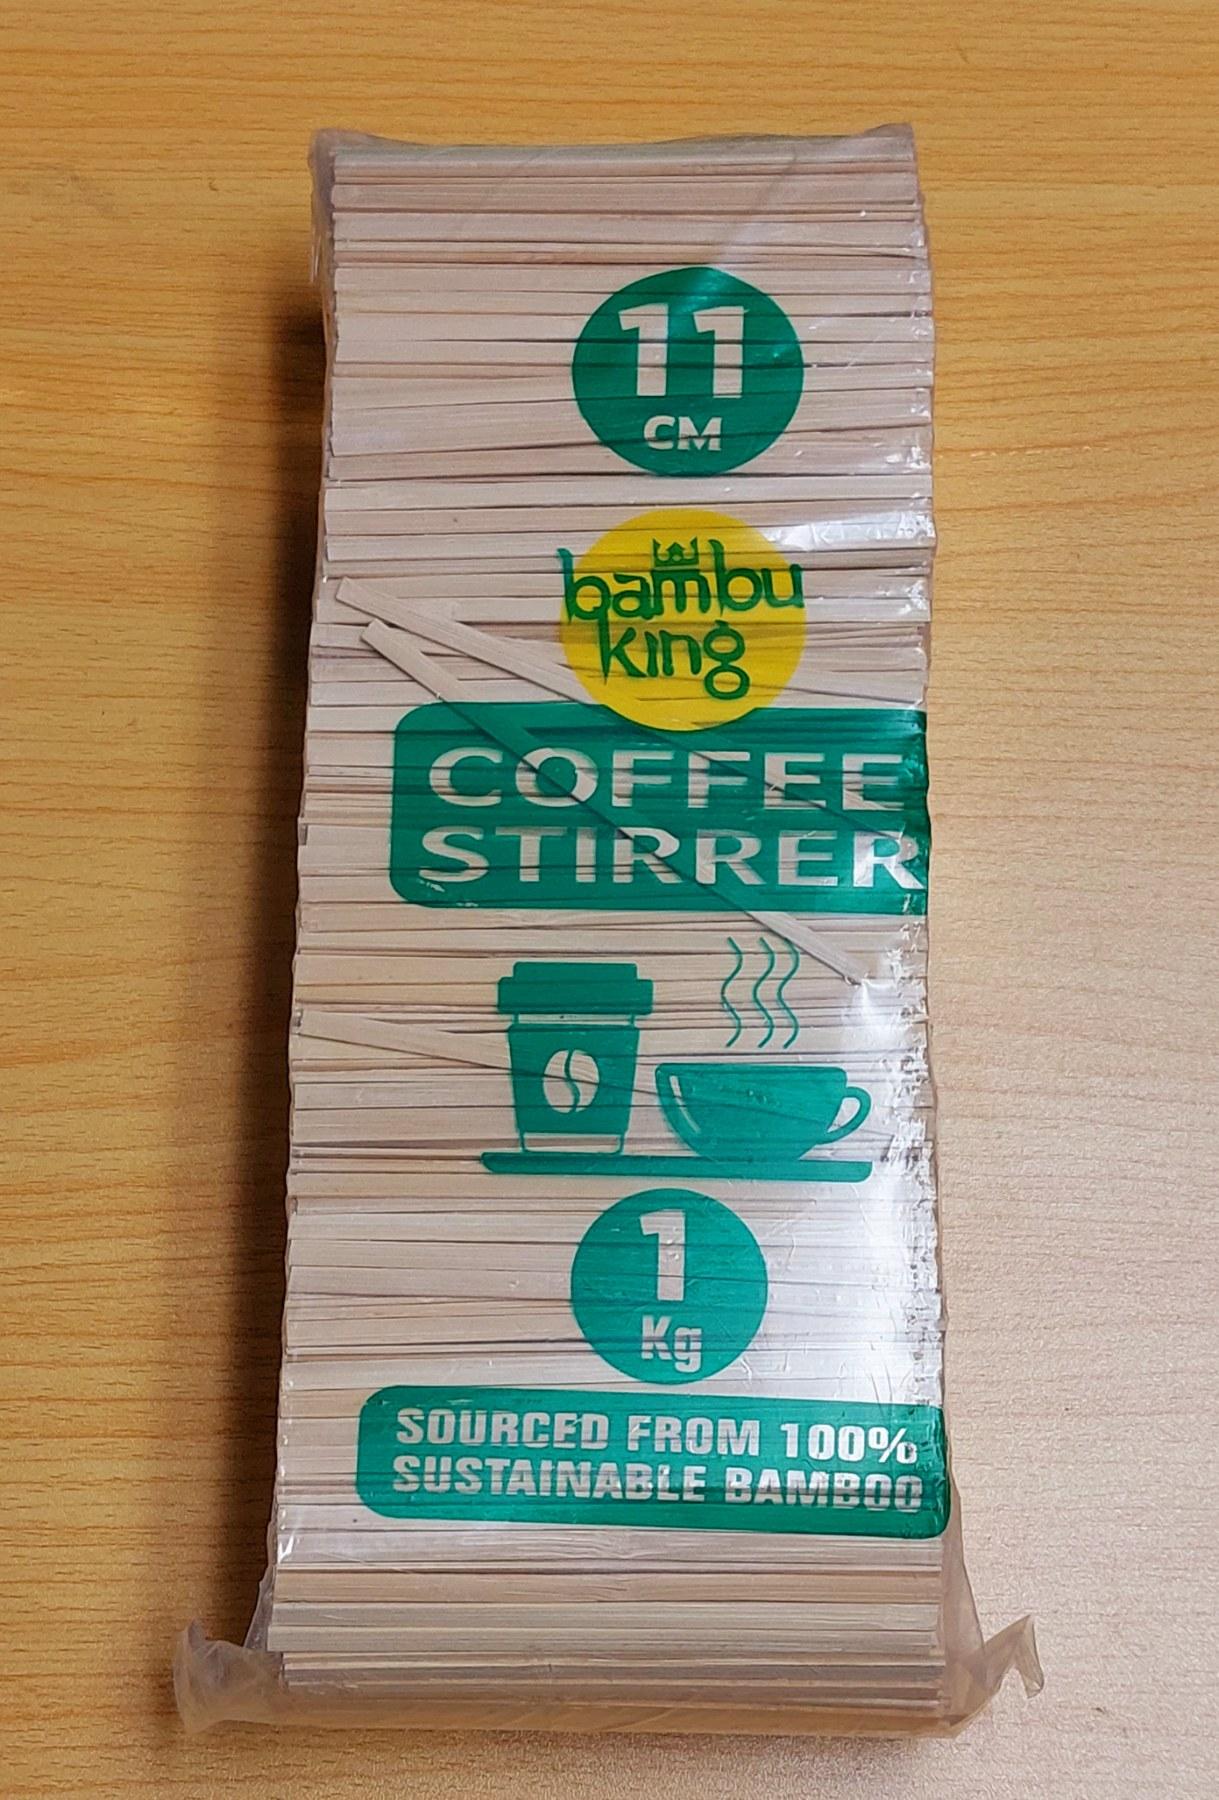 11
CM
bambu
king
COFFEE
STIRRER
1
Kg
SOURCED FROM 100%
SUSTAINABLE BAMBOO